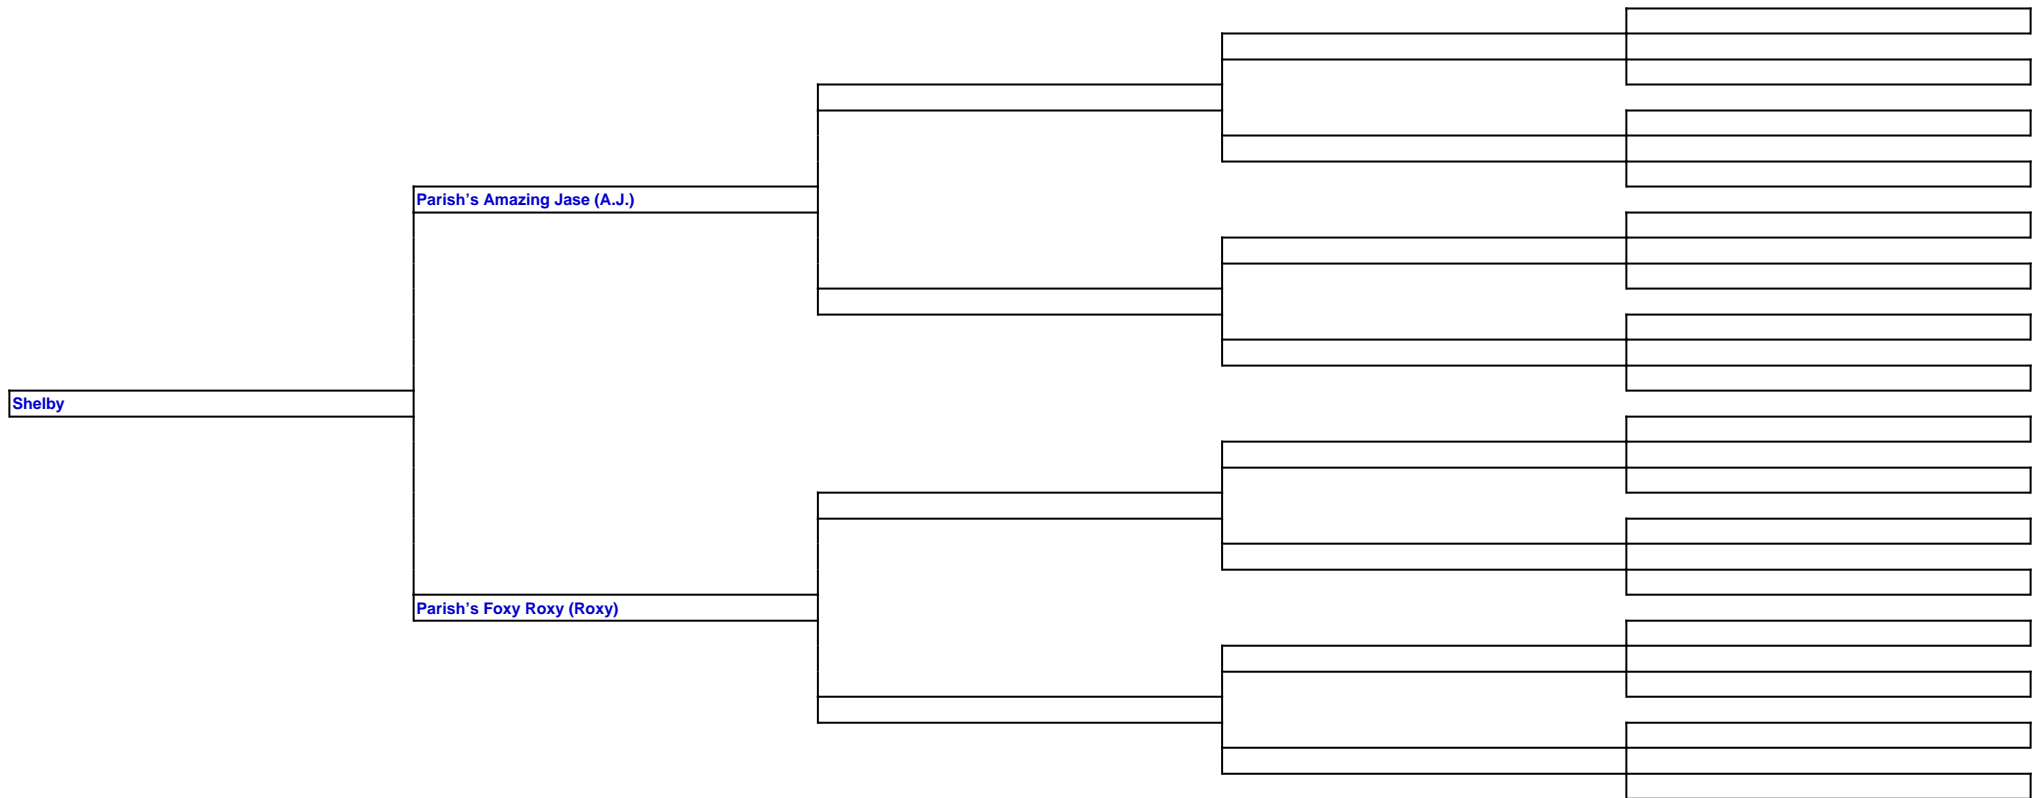 Parish’s Amazing Jase (A.J.)
Shelby
Parish’s Foxy Roxy (Roxy)